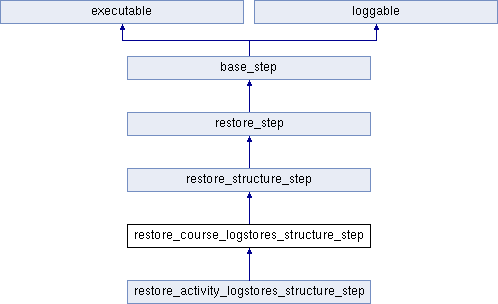 executable
loggable
base_step
restore_step
restore_structure_step
restore_course_logstores_structure_step
restore_activity_logstores_structure_step